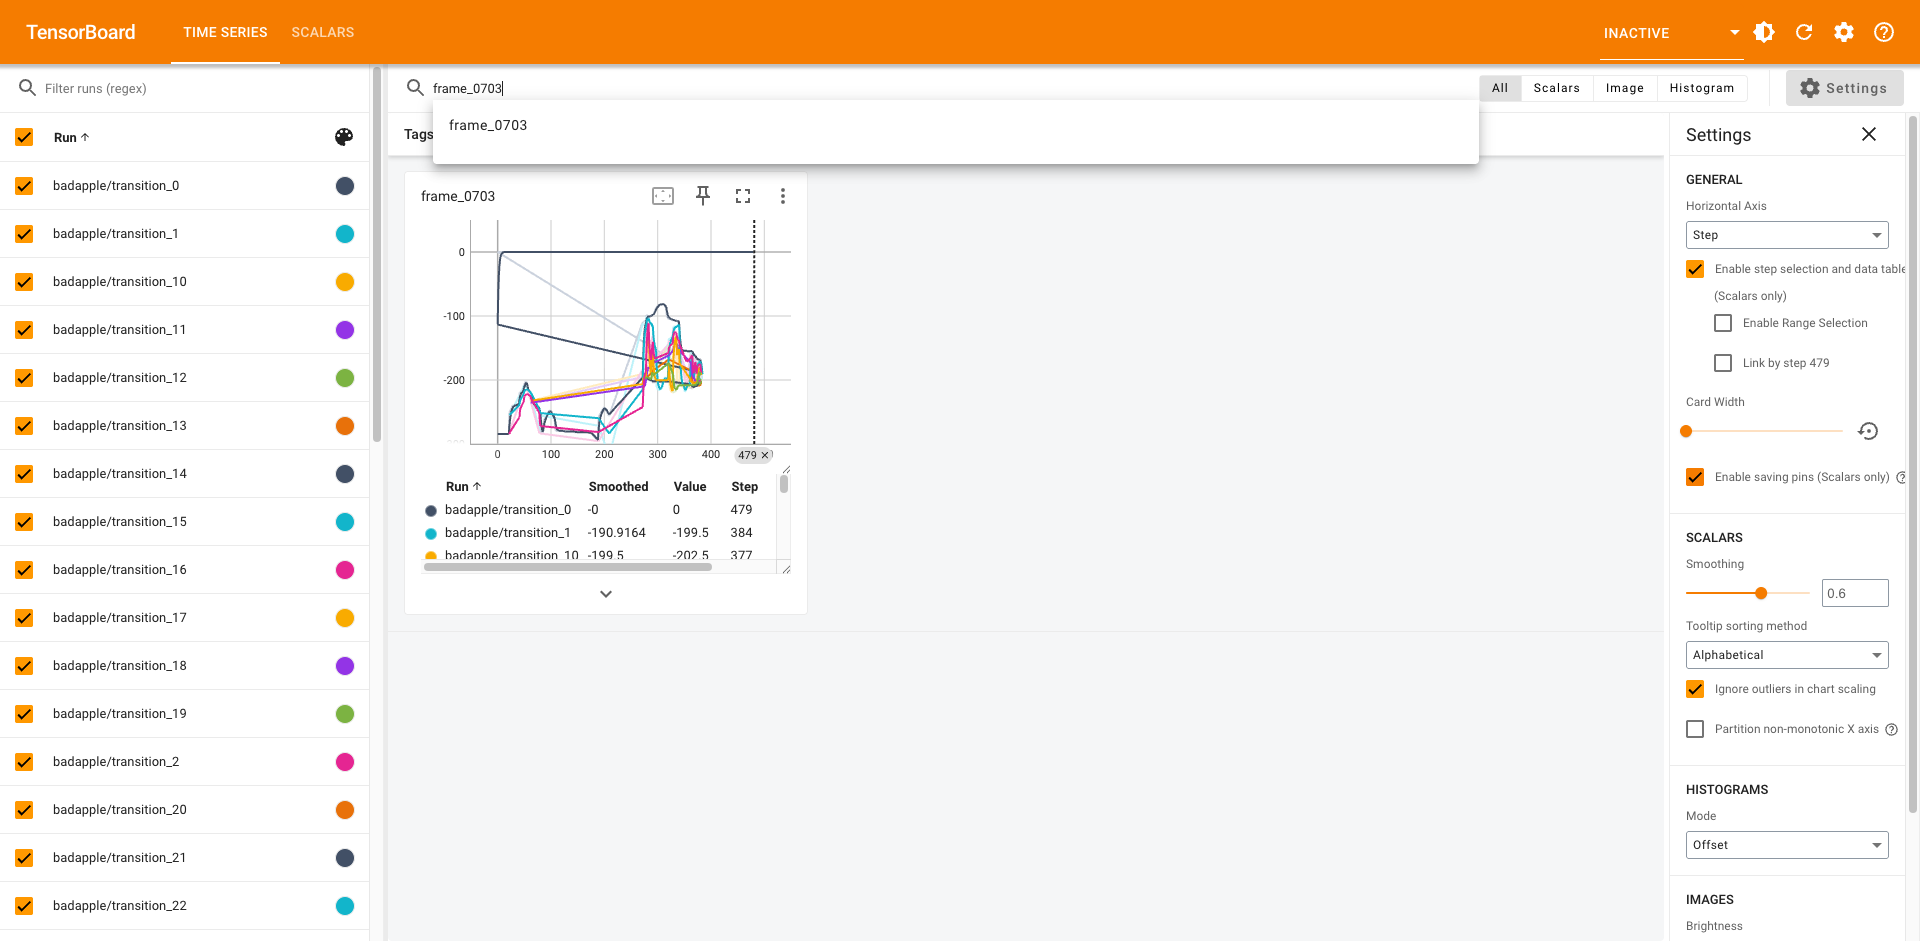 TensorBoard
TIME SERIES
SCALARS
INACTIVE
Filter runs (regex)
Run
badapple/transition_0
badapple/transition_1
badapple/transition_10
badapple/transition_11
badapple/transition_12
badapple/transition_13
badapple/transition_14
badapple/transition_15
badapple/transition_16
badapple/transition_17
badapple/transition_18
badapple/transition_19
badapple/transition_2
badapple/transition_20
badapple/transition_21
badapple/transition_22
frame_0703
All Scalars Image Histogram
Settings
frame_0703
Tags
frame_0703
0
-100
-200
0 100 200 300 400
479
Run Smoothed Value Step
badapple/transition_0 -0 0 479
badapple/transition_1 -190.9164 -199.5 384
badapple/transition_10 -199.5 -202.5 377
Settings
GENERAL
Horizontal Axis
Step
Enable step selection and data table
(Scalars only)
Enable Range Selection
Link by step 479
Card Width
Enable saving pins (Scalars only)
SCALARS
Smoothing
0.6
Tooltip sorting method
Alphabetical
Ignore outliers in chart scaling
Partition non-monotonic X axis
HISTOGRAMS
Mode
Offset
IMAGES
Brightness